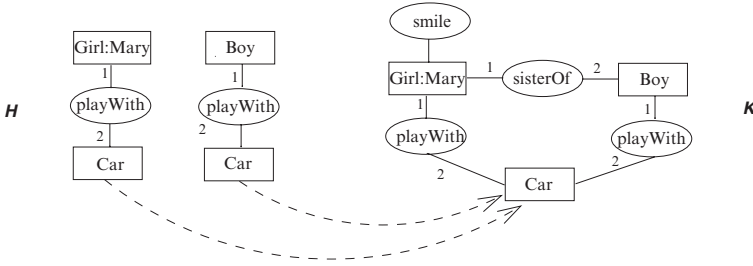 smile
Girl:Mary
Boy
1
1
playWith
playWith
2
2
Car
Car
H
Girl:Mary
1
sisterOf
2
Boy
1
1
playWith
playWith
2
2
Car
K